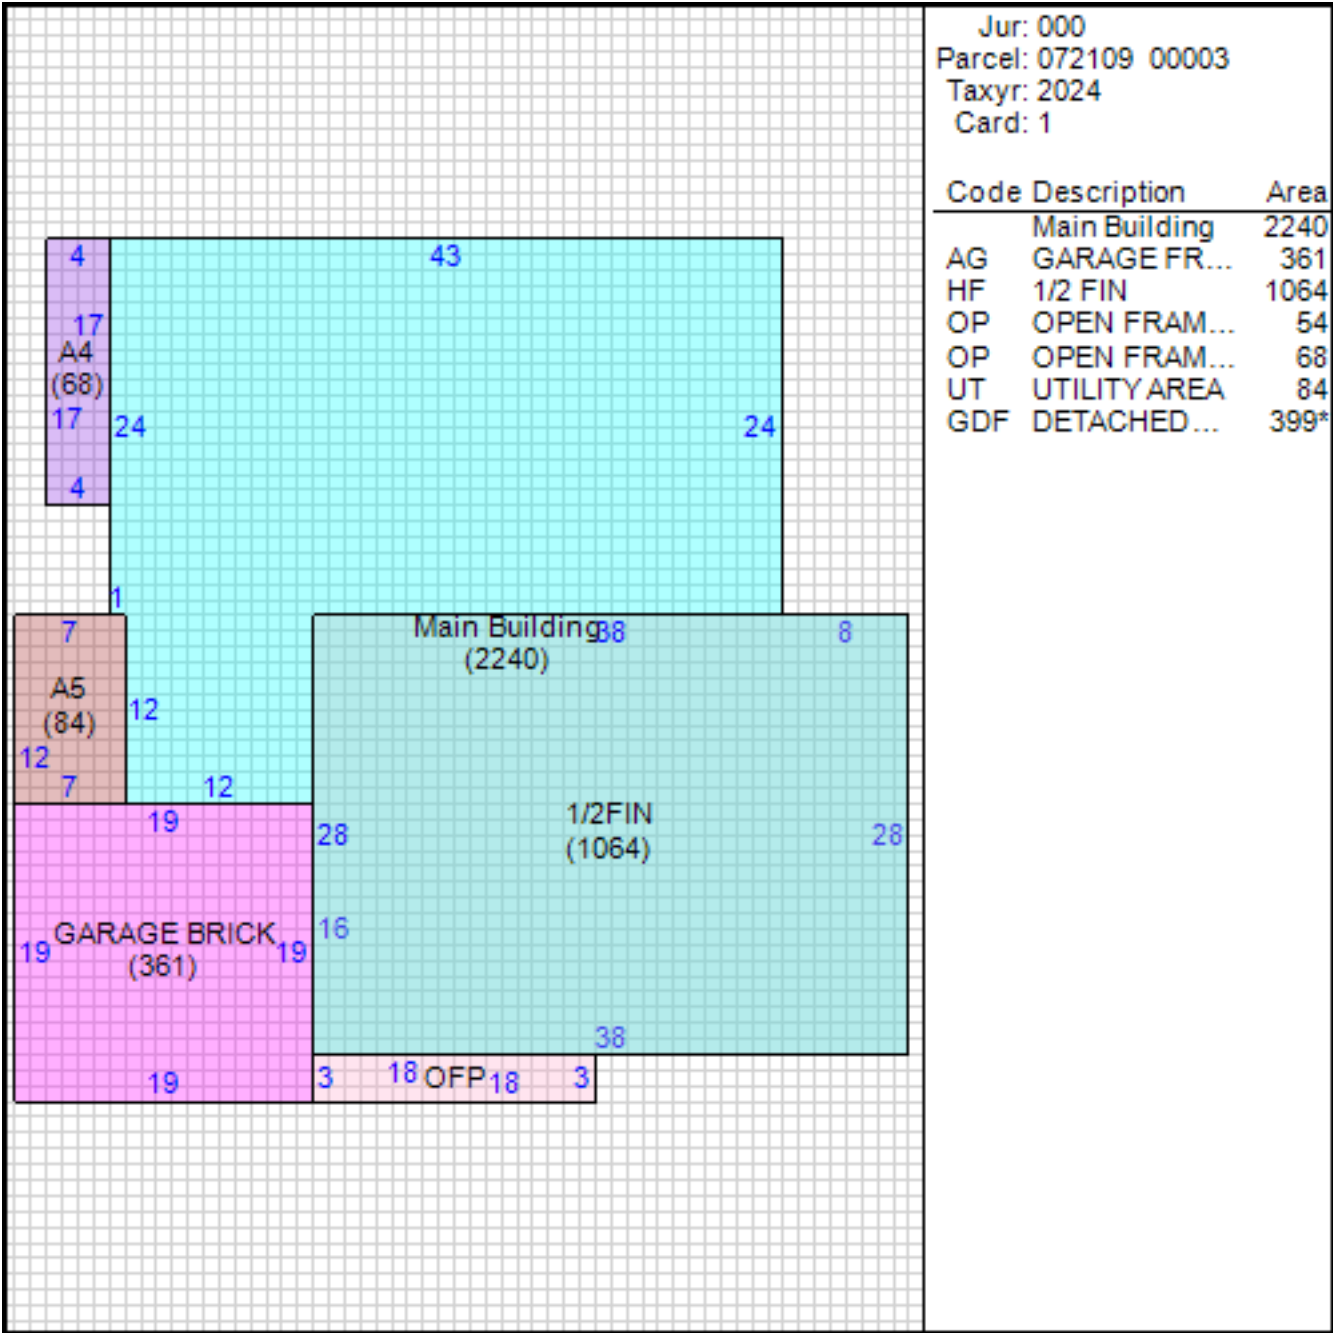 Jur: 000
Parcel: 072109 00003
Taxyr: 2024
Card: 1
Code Description Area
Main Building 2240
AG GARAGE FR... 361
HF 1/2 FIN 1064
OP OPEN FRAM... 54
OP OPEN FRAM... 68
UT UTILITY AREA 84
GDF DETACHED... 399*
4 43
17
A4
(68)
17 24 24
4
1
7 Main Building 38 8
(2240)
A5
(84) 12
12
7 12
19 1/2FIN
28 (1064) 28
GARAGE BRICK 16
19 (361) 19
38
19 3 18 OFP 18 3